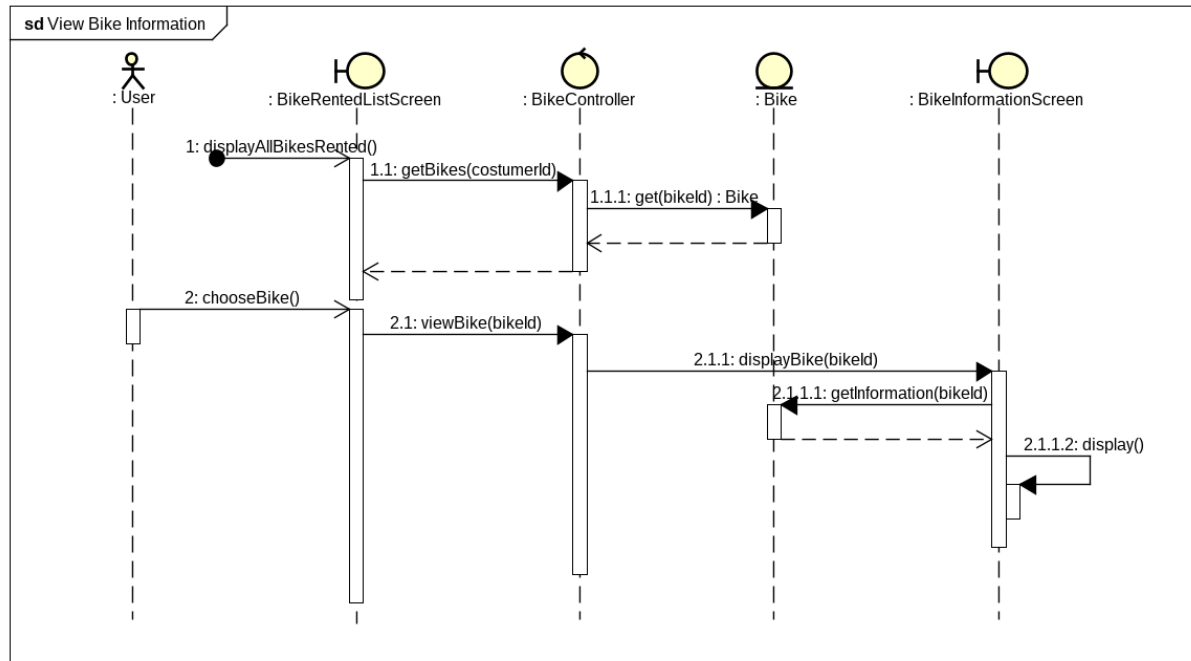 sd View Bike Information
: User
: BikeRentedListScreen
: BikeController
: Bike
: BikeInformationScreen
1: displayAllBikesRented()
1.1: getBikes(costumerId)
1.1.1: get(bikeId) : Bike
2: chooseBike()
2.1: viewBike(bikeId)
2.1.1: displayBike(bikeId)
2.1.1.1: getInformation(bikeId)
2.1.1.2: display()